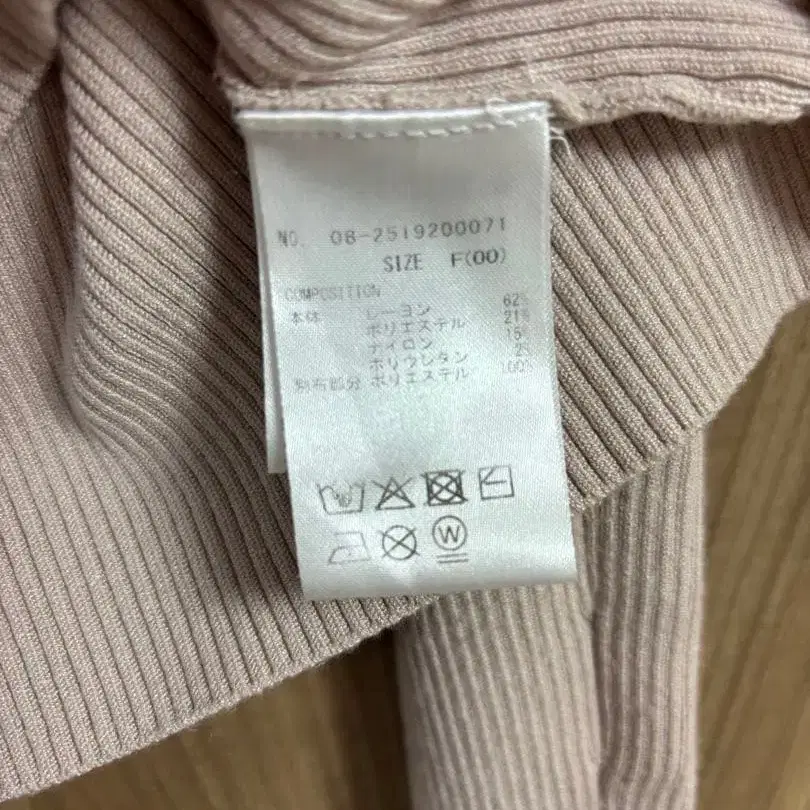 NO. 08-2519200071
SIZE F(00)
COMPOSITION
本体 レーヨン 62%
ポリエステル 21%
ナイロン 15%
ポリウレタン 2%
別布部分 ポリエステル 100%
W